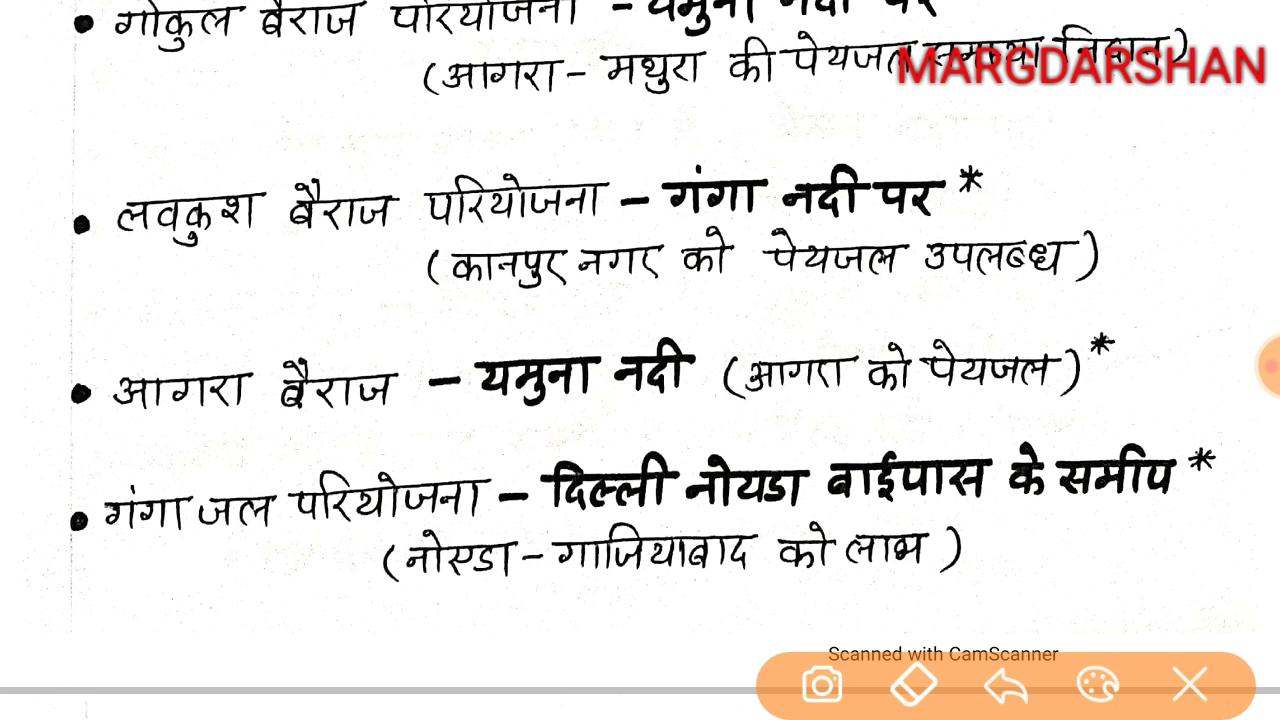 • गोकुल बैराज परियोजना - यमुना नदी पर
(आगरा - मथुरा की पेयजल समस्या निदान)
MARGDARSHAN
• लवकुश बैराज परियोजना - गंगा नदी पर *
(कानपुर नगर को पेयजल उपलब्ध)
• आगरा बैराज - यमुना नदी (आगरा को पेयजल) *
• गंगा जल परियोजना - दिल्ली नोयडा बाईपास के समीप *
(नोएडा - गाजियाबाद को लाभ)
Scanned with CamScanner